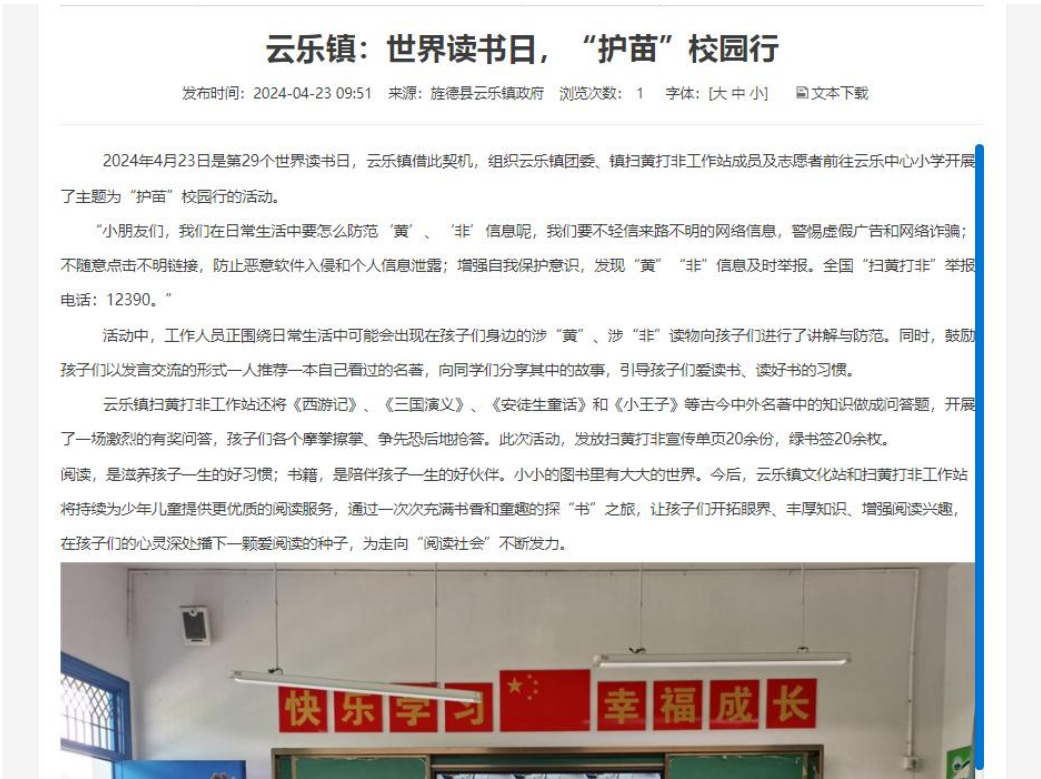 云乐镇：世界读书日，“护苗”校园行
发布时间：2024-04-23 09:51 来源：旌德县云乐镇政府 浏览次数： 1 字体：[大 中 小] 文本下载
2024年4月23日是第29个世界读书日，云乐镇借此契机，组织云乐镇团委、镇扫黄打非工作站成员及志愿者前往云乐中心小学开展
了主题为“护苗”校园行的活动。
“小朋友们，我们在日常生活中要怎么防范‘黄’、‘非’信息呢，我们要不轻信来路不明的网络信息，警惕虚假广告和网络诈骗；
不随意点击不明链接，防止恶意软件入侵和个人信息泄露；增强自我保护意识，发现“黄”“非”信息及时举报。全国“扫黄打非”举报
电话：12390。”
活动中，工作人员正围绕日常生活中可能会出现在孩子们身边的涉“黄”、涉“非”读物向孩子们进行了讲解与防范。同时，鼓励
孩子们以发言交流的形式一人推荐一本自己看过的名著，向同学们分享其中的故事，引导孩子们爱读书、读好书的习惯。
云乐镇扫黄打非工作站还将《西游记》、《三国演义》、《安徒生童话》和《小王子》等古今中外名著中的知识做成问答题，开展
了一场激烈的有奖问答，孩子们各个摩拳擦掌、争先恐后地抢答。此次活动，发放扫黄打非宣传单页20余份，绿书签20余枚。
阅读，是滋养孩子一生的好习惯；书籍，是陪伴孩子一生的好伙伴。小小的图书里有大大的世界。今后，云乐镇文化站和扫黄打非工作站
将持续为少年儿童提供更优质的阅读服务，通过一次次充满书香和童趣的探“书”之旅，让孩子们开拓眼界、丰厚知识、增强阅读兴趣，
在孩子们的心灵深处播下一颗爱阅读的种子，为走向“阅读社会”不断发力。
快乐学习 幸福成长